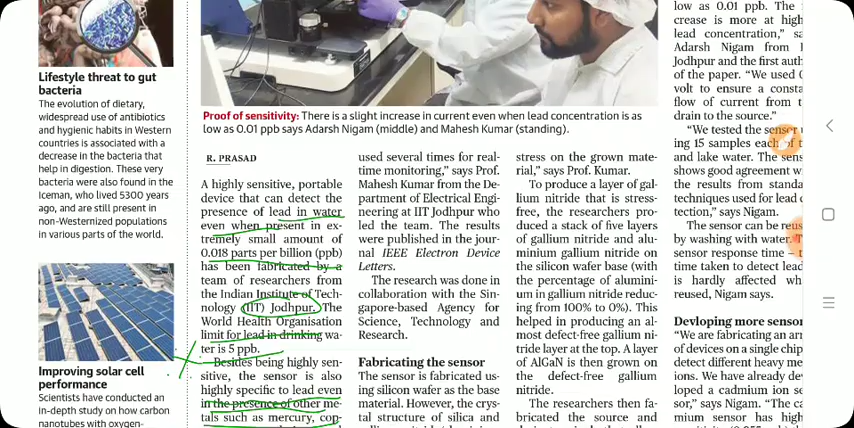 Lifestyle threat to gut
bacteria
The evolution of dietary,
widespread use of antibiotics
and hygienic habits in Western
countries is associated with a
decrease in the bacteria that
help in digestion. These very
bacteria were also found in the
Iceman, who lived 5300 years
ago, and are still present in
non-Westernized populations
in various parts of the world.
Improving solar cell
performance
Scientists have conducted an
in-depth study on how carbon
nanotubes with oxygen-
Proof of sensitivity: There is a slight increase in current even when lead concentration is as
low as 0.01 ppb says Adarsh Nigam (middle) and Mahesh Kumar (standing).
R. PRASAD
A highly sensitive, portable
device that can detect the
presence of lead in water
even when present in ex-
tremely small amount of
0.018 parts per billion (ppb)
has been fabricated by a
team of researchers from
the Indian Institute of Tech-
nology (IIT) Jodhpur. The
World Health Organisation
limit for lead in drinking wa-
ter is 5 ppb.
Besides being highly sen-
sitive, the sensor is also
highly specific to lead even
in the presence of other me-
tals such as mercury, cop-
used several times for real-
time monitoring,” says Prof.
Mahesh Kumar from the De-
partment of Electrical Engi-
neering at IIT Jodhpur who
led the team. The results
were published in the jour-
nal IEEE Electron Device
Letters.
The research was done in
collaboration with the Sin-
gapore-based Agency for
Science, Technology and
Research.
Fabricating the sensor
The sensor is fabricated us-
ing silicon wafer as the base
material. However, the crys-
tal structure of silica and
stress on the grown mate-
rial,” says Prof. Kumar.
To produce a layer of gal-
lium nitride that is stress-
free, the researchers pro-
duced a stack of five layers
of gallium nitride and alu-
minium gallium nitride on
the silicon wafer base (with
the percentage of alumini-
um in gallium nitride reduc-
ing from 100% to 0%). This
helped in producing an al-
most defect-free gallium ni-
tride layer at the top. A layer
of AlGaN is then grown on
the defect-free gallium
nitride.
The researchers then fa-
bricated the source and
low as 0.01 ppb. The
crease is more at high
lead concentration,” sa
Adarsh Nigam from
Jodhpur and the first auth
of the paper. “We used
volt to ensure a consta
flow of current from t
drain to the source.”
“We tested the sensor
ing 15 samples each of
and lake water. The sens
shows good agreement w
the results from standa
techniques used for lead
tection,” says Nigam.
The sensor can be reus
by washing with water. T
sensor response time –
time taken to detect lead
is hardly affected wh
reused, Nigam says.
Devloping more sensor
“We are fabricating an arr
of devices on a single chip
detect different heavy me
ions. We have already de
loped a cadmium ion se
sor,” says Nigam. “The ca
mium sensor has high